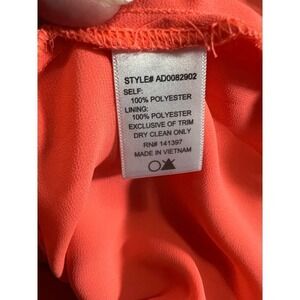 STYLE# AD0082902
SELF:
100% POLYESTER
LINING:
100% POLYESTER
EXCLUSIVE OF TRIM
DRY CLEAN ONLY
RN# 141397
MADE IN VIETNAM